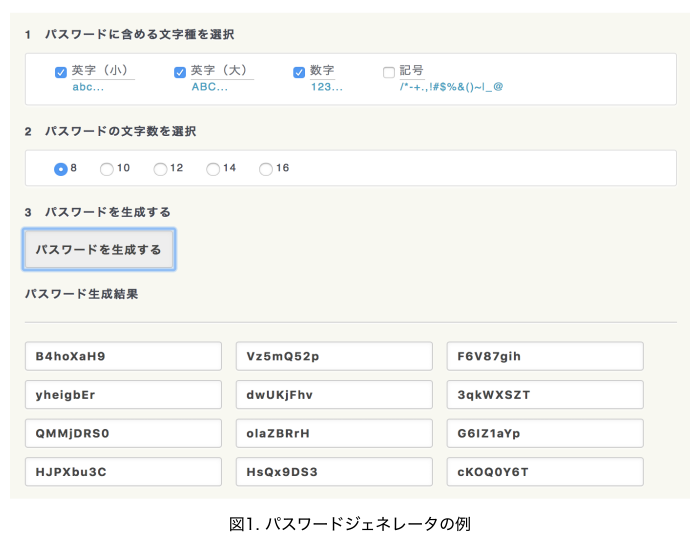 1 パスワードに含める文字種を選択
英字（小） 英字（大） 数字 記号
abc... ABC... 123... /*-+.,!#$%&()~|_@
2 パスワードの文字数を選択
8 10 12 14 16
3 パスワードを生成する
パスワードを生成する
パスワード生成結果
B4hoXaH9 Vz5mQ52p F6V87gih
yheigbEr dwUKjFhv 3qkWXSZT
QMMjDRS0 olaZBRrH G6IZ1aYp
HJPXbu3C HsQx9DS3 cKOQ0Y6T
図1. パスワードジェネレータの例